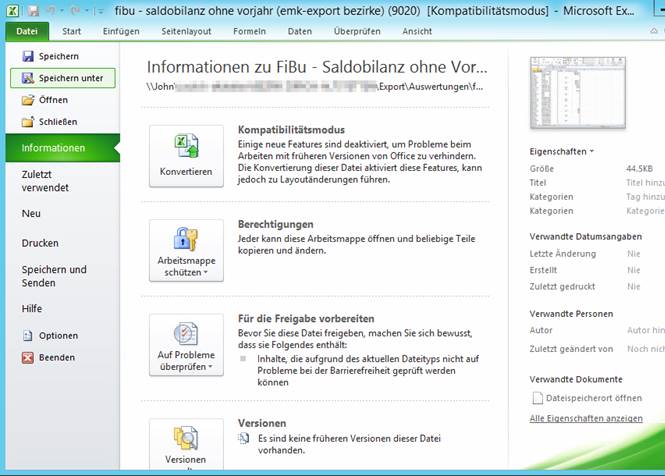 fibu - saldobilanz ohne vorjahr (emk-export bezirke) (9020) [Kompatibilitätsmodus] - Microsoft Ex...
Datei Start Einfügen Seitenlayout Formeln Daten Überprüfen Ansicht
Speichern
Speichern unter
Öffnen
Schließen
Informationen
Zuletzt
verwendet
Neu
Drucken
Speichern und
Senden
Hilfe
Optionen
Beenden
Informationen zu FiBu - Saldobilanz ohne Vor...
\\John\ \Export\Auswertungen\f...
Konvertieren
Kompatibilitätsmodus
Einige neue Features sind deaktiviert, um Probleme beim
Arbeiten mit früheren Versionen von Office zu verhindern.
Die Konvertierung dieser Datei aktiviert diese Features, kann
jedoch zu Layoutänderungen führen.
Arbeitsmappe
schützen
Berechtigungen
Jeder kann diese Arbeitsmappe öffnen und beliebige Teile
kopieren und ändern.
Auf Probleme
überprüfen
Für die Freigabe vorbereiten
Bevor Sie diese Datei freigeben, machen Sie sich bewusst,
dass sie Folgendes enthält:
Inhalte, die aufgrund des aktuellen Dateityps nicht auf
Probleme bei der Barrierefreiheit geprüft werden
können
Versionen
Versionen
Es sind keine früheren Versionen dieser Datei
vorhanden.
Eigenschaften
Größe 44,5KB
Titel Titel hinzu
Kategorien Tag hinzu
Kategorien Kategorie
Verwandte Datumsangaben
Letzte Änderung Nie
Erstellt Nie
Zuletzt gedruckt Nie
Verwandte Personen
Autor Autor hin
Zuletzt geändert von Noch nich
Verwandte Dokumente
Dateispeicherort öffnen
Alle Eigenschaften anzeigen